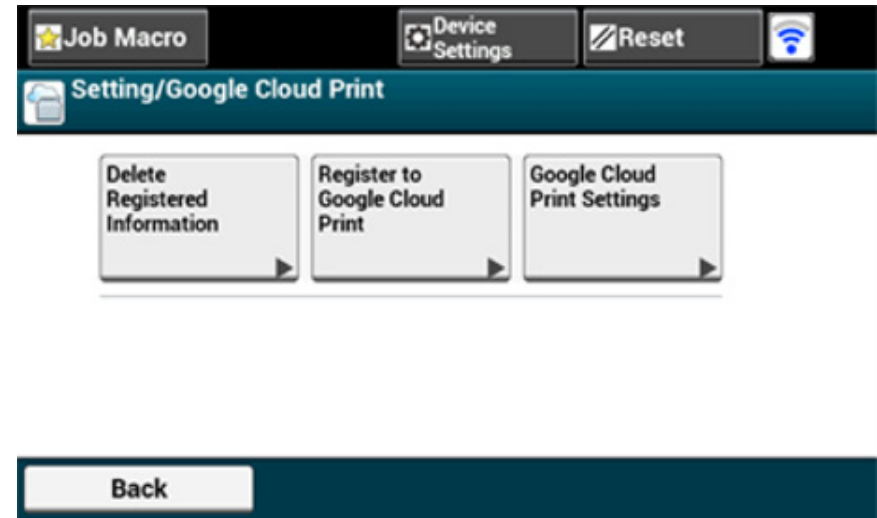 Job Macro
Device
Settings
Reset
Setting/Google Cloud Print
Delete
Registered
Information
Register to
Google Cloud
Print
Google Cloud
Print Settings
Back